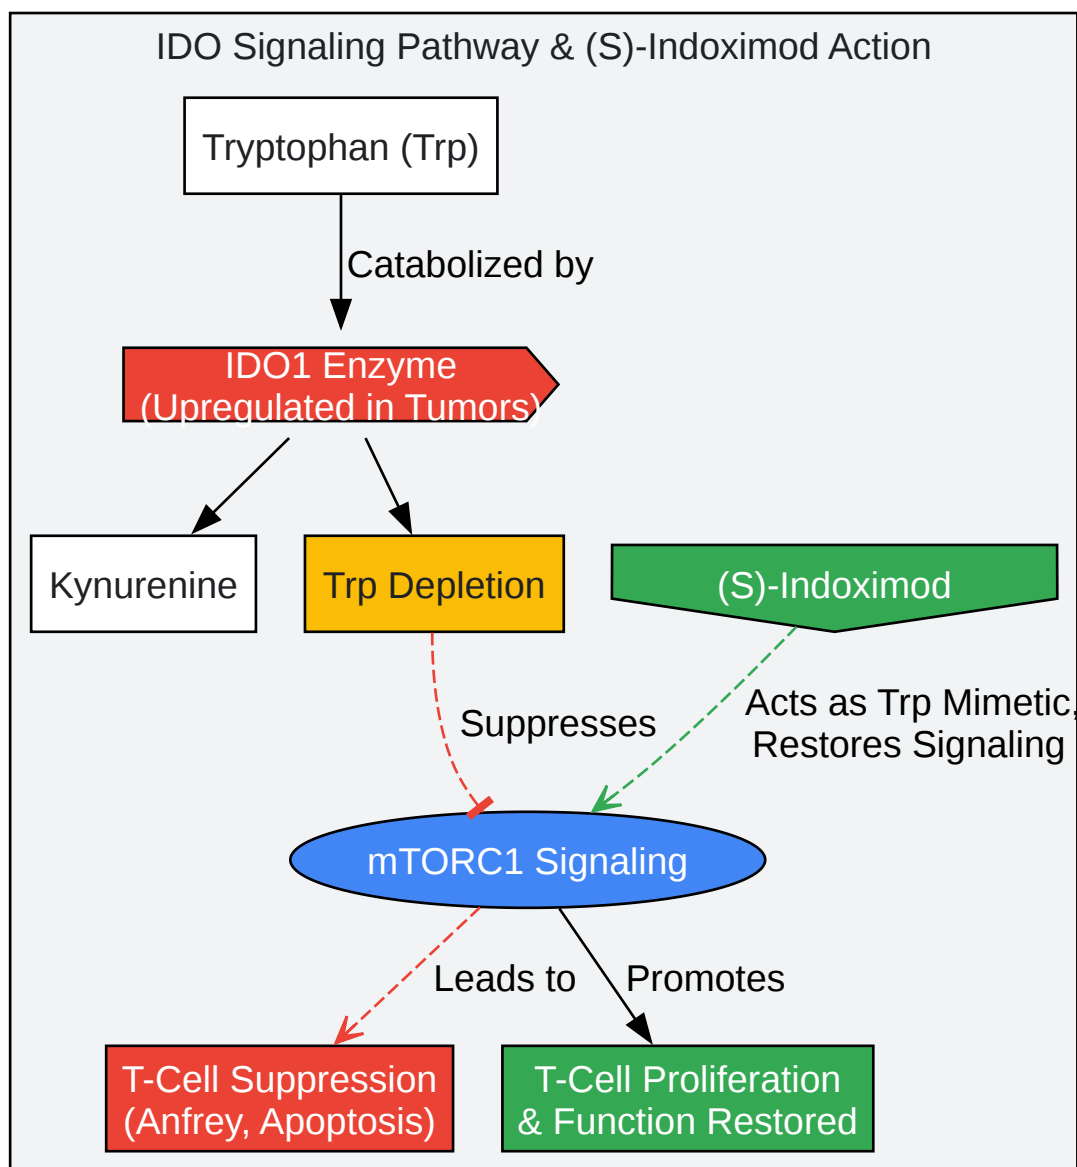 IDO Signaling Pathway & (S)-Indoximod Action
Tryptophan (Trp)
Catabolized by
IDO1 Enzyme
(Upregulated in Tumors)
Kynurenine
Trp Depletion
(S)-Indoximod
Suppresses
Acts as Trp Mimetic,
Restores Signaling
mTORC1 Signaling
Leads to
Promotes
T-Cell Suppression
(Anfrey, Apoptosis)
T-Cell Proliferation
& Function Restored